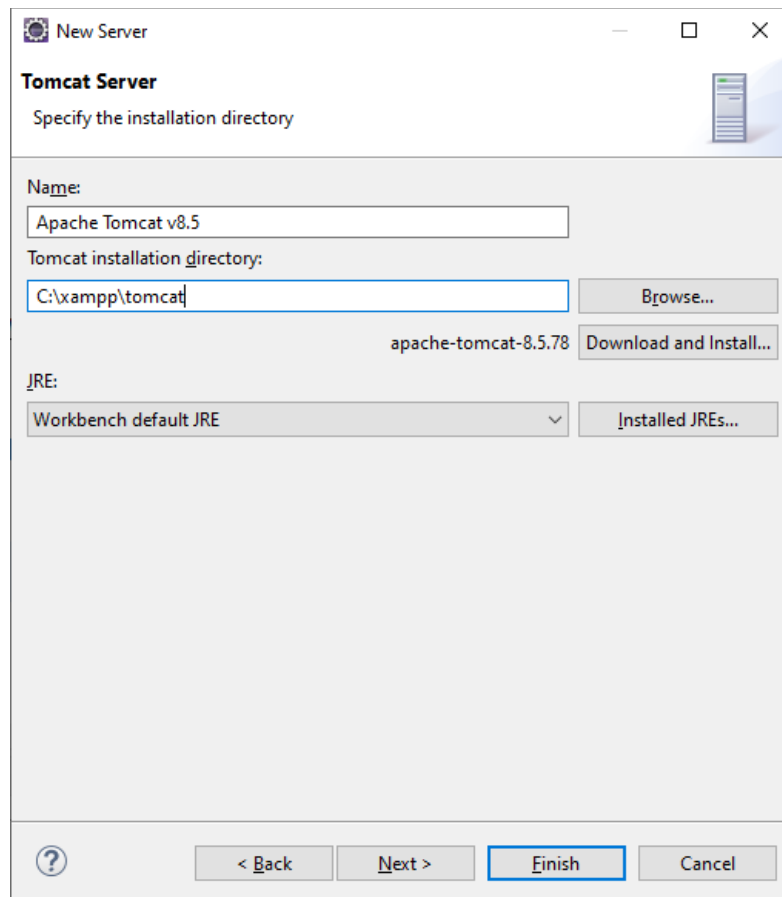 New Server
Tomcat Server
Specify the installation directory
Name:
Apache Tomcat v8.5
Tomcat installation directory:
C:\xampp\tomcat
Browse...
apache-tomcat-8.5.78
Download and Install...
JRE:
Workbench default JRE
Installed JREs...
?
< Back
Next >
Finish
Cancel